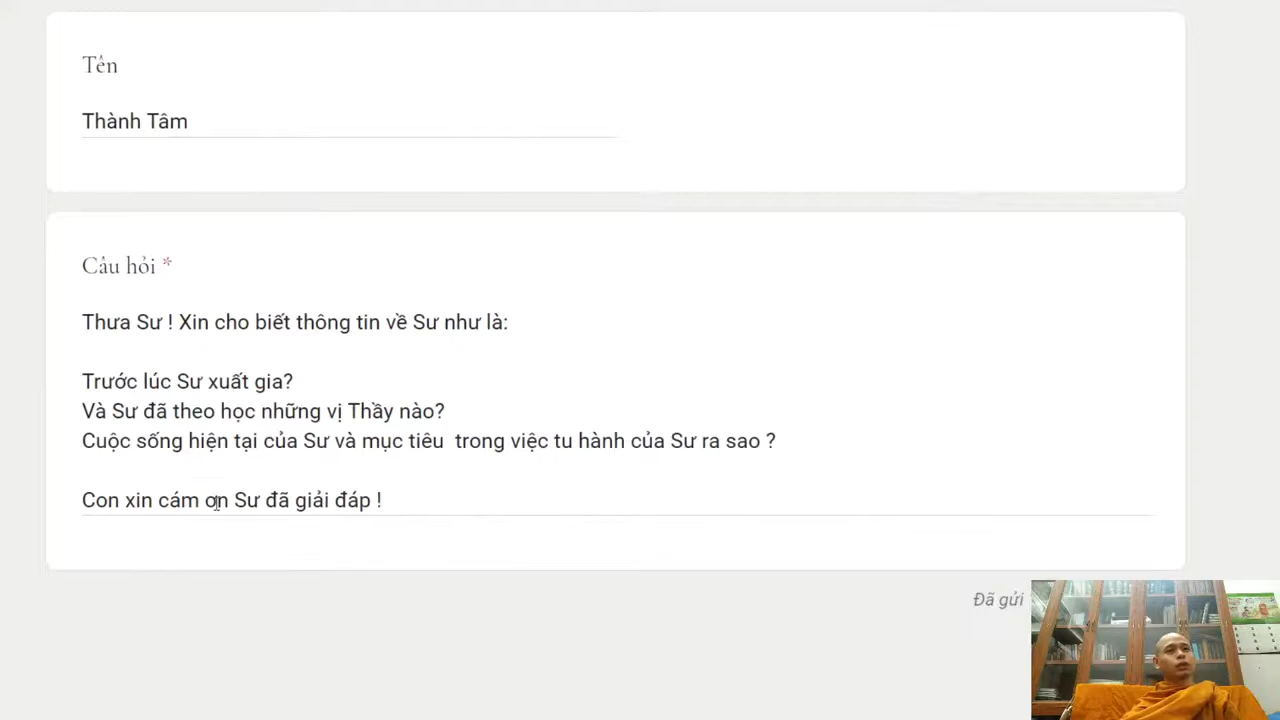 Tên
Thành Tâm
Câu hỏi *
Thưa Sư ! Xin cho biết thông tin về Sư như là:
Trước lúc Sư xuất gia?
Và Sư đã theo học những vị Thầy nào?
Cuộc sống hiện tại của Sư và mục tiêu  trong việc tu hành của Sư ra sao ?
Con xin cám ơn Sư đã giải đáp !
Đã gửi